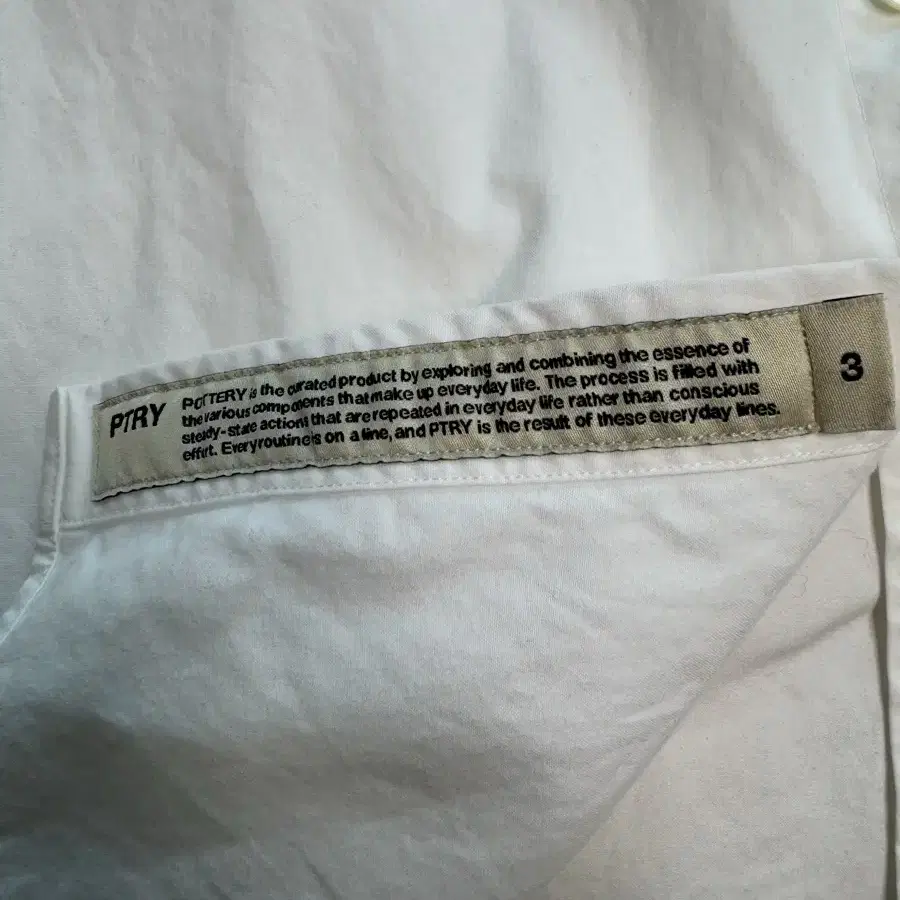 PTRY
POTTERY is the curated product by exploring and combining the essence of
the various components that make up everyday life. The process is filled with
steady-state actions that are repeated in everyday life rather than conscious
effort. Every routine is on a line, and PTRY is the result of these everyday lines.
3